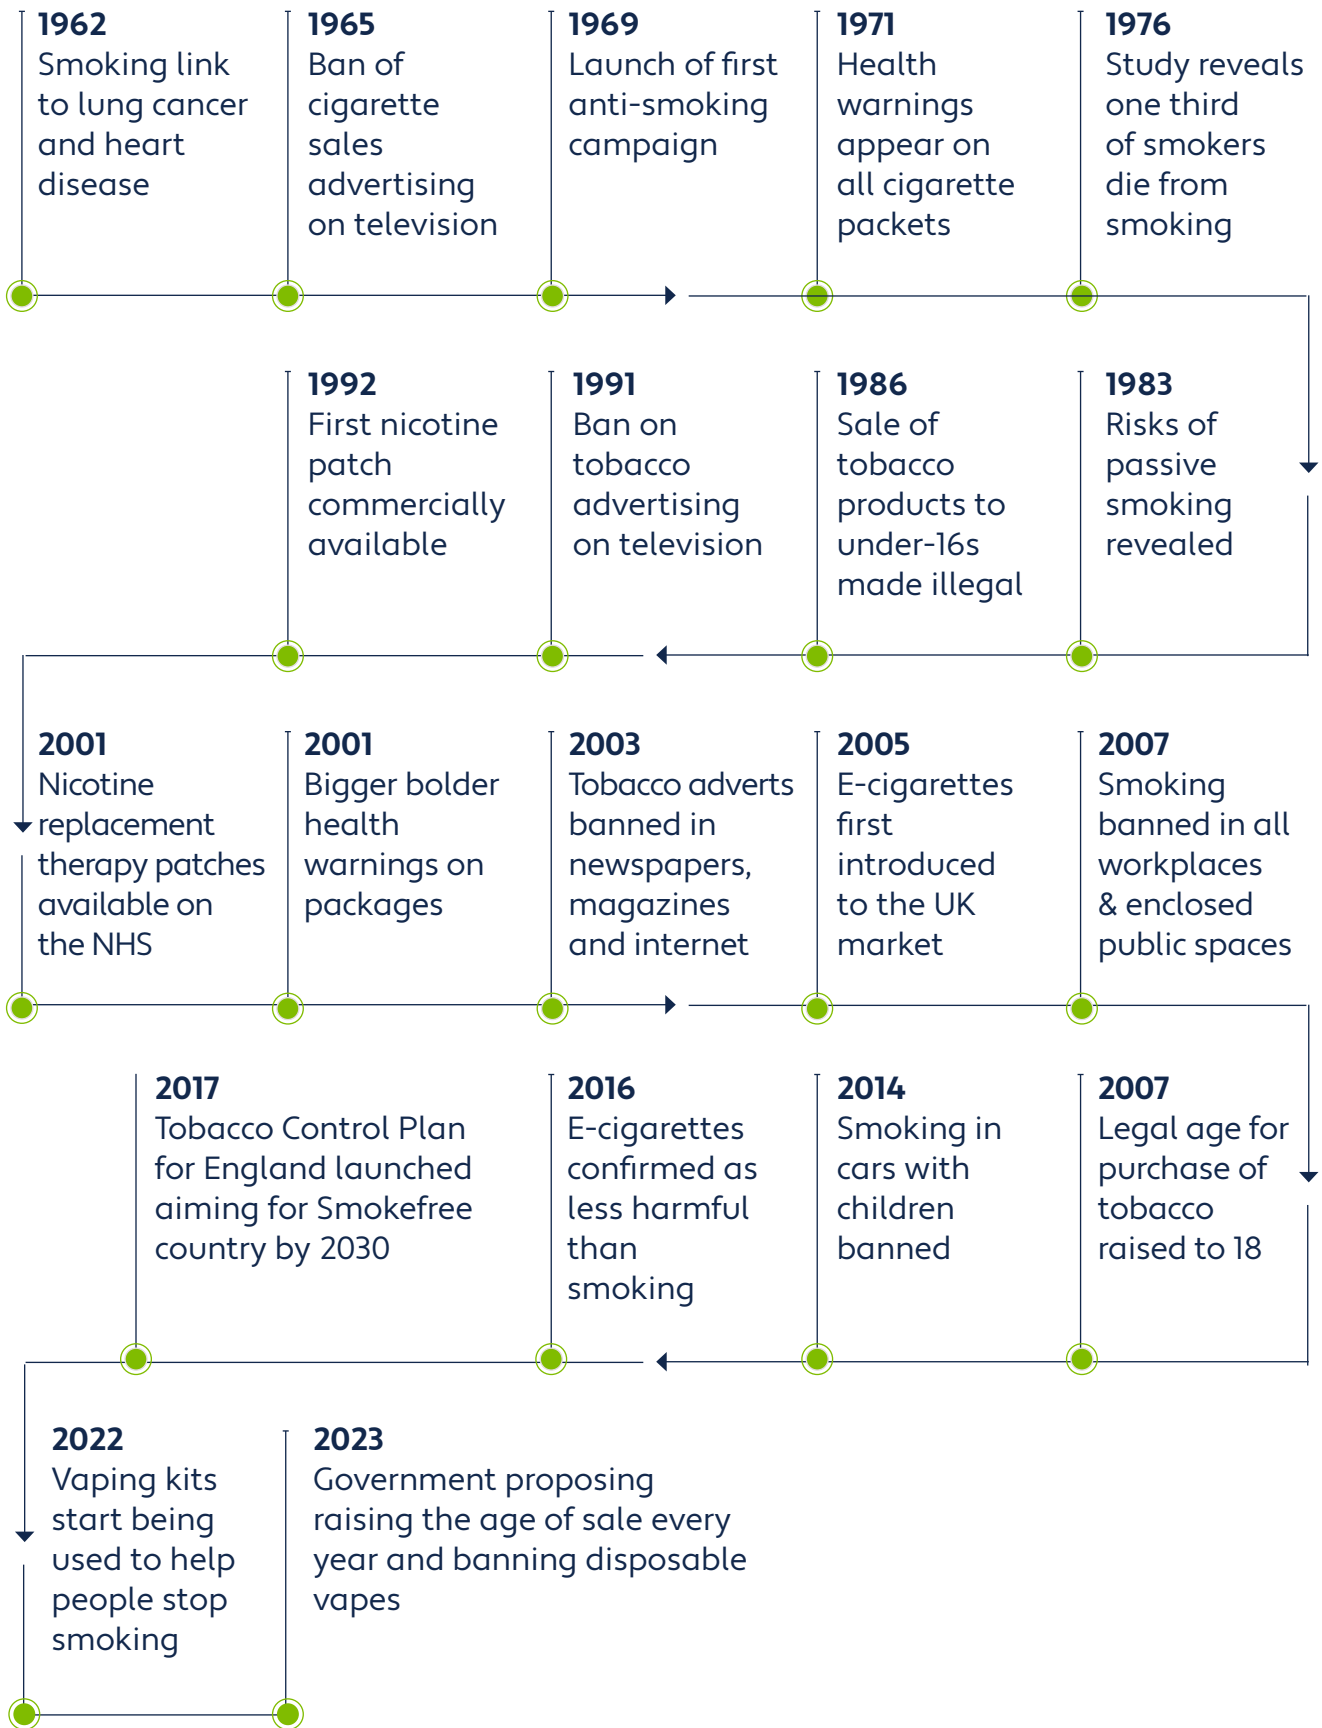 1962
Smoking link
to lung cancer
and heart
disease
1965
Ban of
cigarette
sales
advertising
on television
1969
Launch of first
anti-smoking
campaign
1971
Health
warnings
appear on
all cigarette
packets
1976
Study reveals
one third
of smokers
die from
smoking
1983
Risks of
passive
smoking
revealed
1986
Sale of
tobacco
products to
under-16s
made illegal
1991
Ban on
tobacco
advertising
on television
1992
First nicotine
patch
commercially
available
2001
Nicotine
replacement
therapy patches
available on
the NHS
2001
Bigger bolder
health
warnings on
packages
2003
Tobacco adverts
banned in
newspapers,
magazines
and internet
2005
E-cigarettes
first
introduced
to the UK
market
2007
Smoking
banned in all
workplaces
& enclosed
public spaces
2007
Legal age for
purchase of
tobacco
raised to 18
2014
Smoking in
cars with
children
banned
2016
E-cigarettes
confirmed as
less harmful
than
smoking
2017
Tobacco Control Plan
for England launched
aiming for Smokefree
country by 2030
2022
Vaping kits
start being
used to help
people stop
smoking
2023
Government proposing
raising the age of sale every
year and banning disposable
vapes